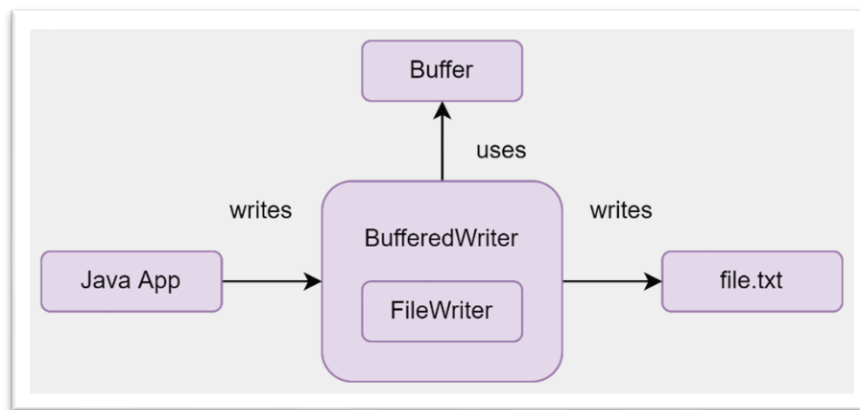 Buffer
uses
writes
writes
BufferedWriter
Java App
FileWriter
file.txt